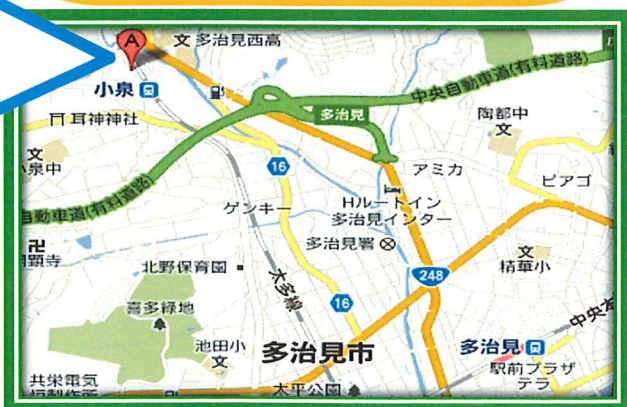 A
文 多治見西高
小泉
中央自動車道(有料道路)
多治見
陶都中
文
耳神神社
文
小泉中
16
アミカ
ピアゴ
ゲンキー
Hルートイン
多治見インター
自動車道(有料道路)
多治見署
卍
北野保育園
太多線
248
文
精華小
喜多緑地
16
池田小
文
多治見市
多治見
駅前プラザ
テラ
共栄電気
太平公園